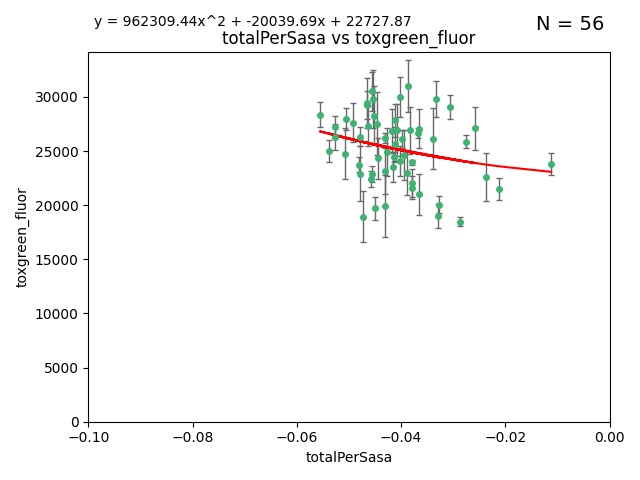 y = 962309.44x^2 + -20039.69x + 22727.87
N = 56
totalPerSasa vs toxgreen_fluor
toxgreen_fluor
30000
25000
20000
15000
10000
5000
0
−0.10
−0.08
−0.06
−0.04
−0.02
0.00
totalPerSasa